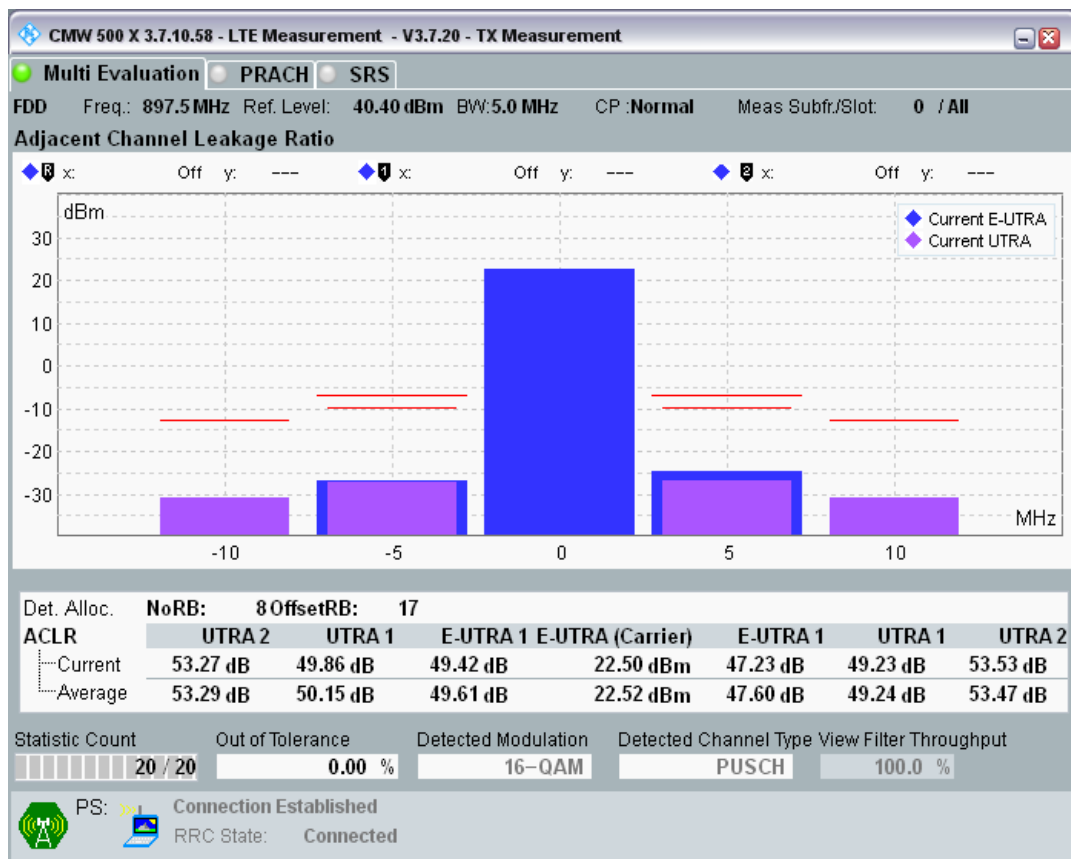 CMW 500 X 3.7.10.58 - LTE Measurement - V3.7.20 - TX Measurement
Multi Evaluation PRACH SRS
FDD Freq.: 897.5 MHz Ref. Level: 40.40 dBm BW:5.0 MHz CP :Normal Meas Subfr./Slot: 0 / All
Adjacent Channel Leakage Ratio
R x: Off y: --- 1 x: Off y: --- 2 x: Off y: ---
dBm
Current E-UTRA
Current UTRA
30
20
10
0
-10
-20
-30
MHz
-10 -5 0 5 10
Det. Alloc. NoRB: 8 OffsetRB: 17
ACLR UTRA 2 UTRA 1 E-UTRA 1 E-UTRA (Carrier) E-UTRA 1 UTRA 1 UTRA 2
Current 53.27 dB 49.86 dB 49.42 dB 22.50 dBm 47.23 dB 49.23 dB 53.53 dB
Average 53.29 dB 50.15 dB 49.61 dB 22.52 dBm 47.60 dB 49.24 dB 53.47 dB
Statistic Count Out of Tolerance Detected Modulation Detected Channel Type View Filter Throughput
20 / 20 0.00 % 16-QAM PUSCH 100.0 %
PS: Connection Established
RRC State: Connected